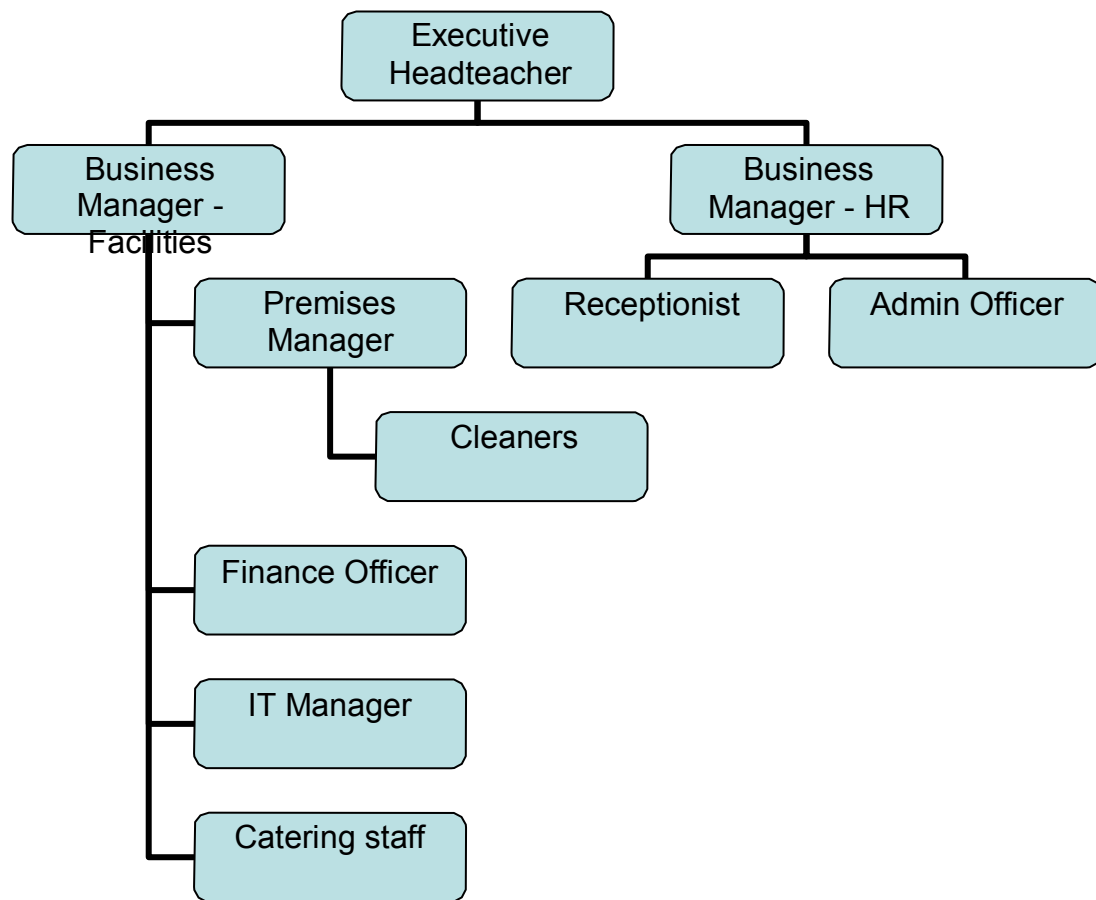 Executive
Headteacher
Business
Manager -
Facilities
Business
Manager - HR
Premises
Manager
Receptionist
Admin Officer
Cleaners
Finance Officer
IT Manager
Catering staff